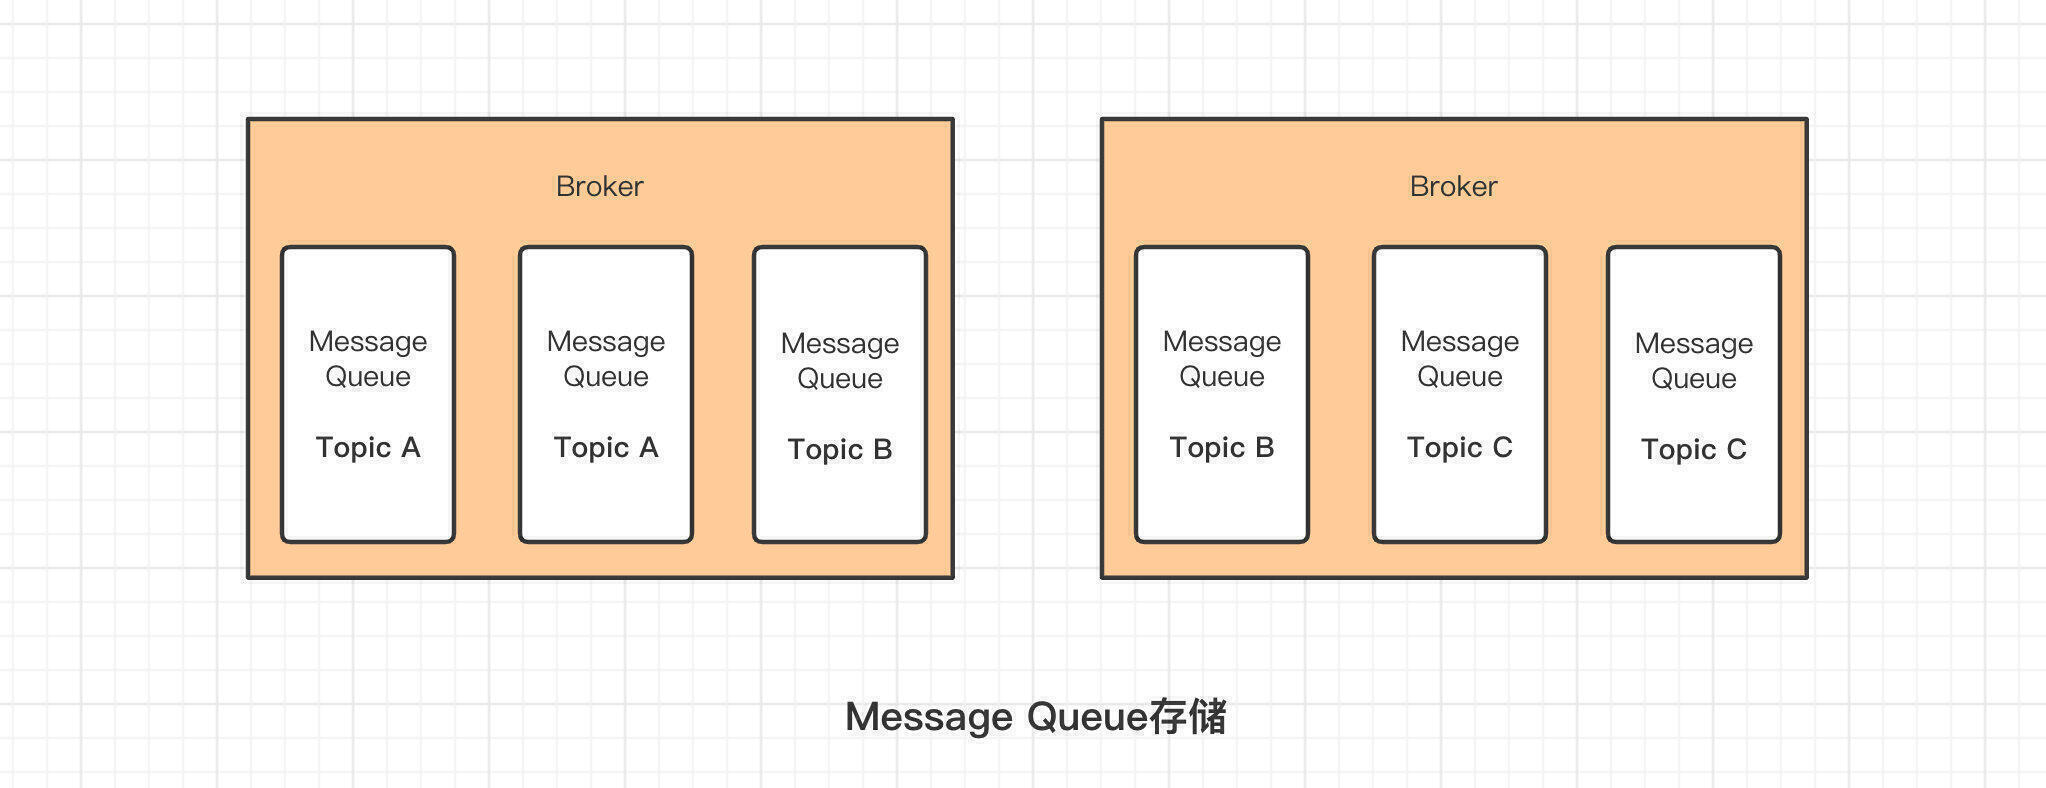 Broker
Message
Queue
Topic A
Message
Queue
Topic A
Message
Queue
Topic B
Broker
Message
Queue
Topic B
Message
Queue
Topic C
Message
Queue
Topic C
Message Queue存储